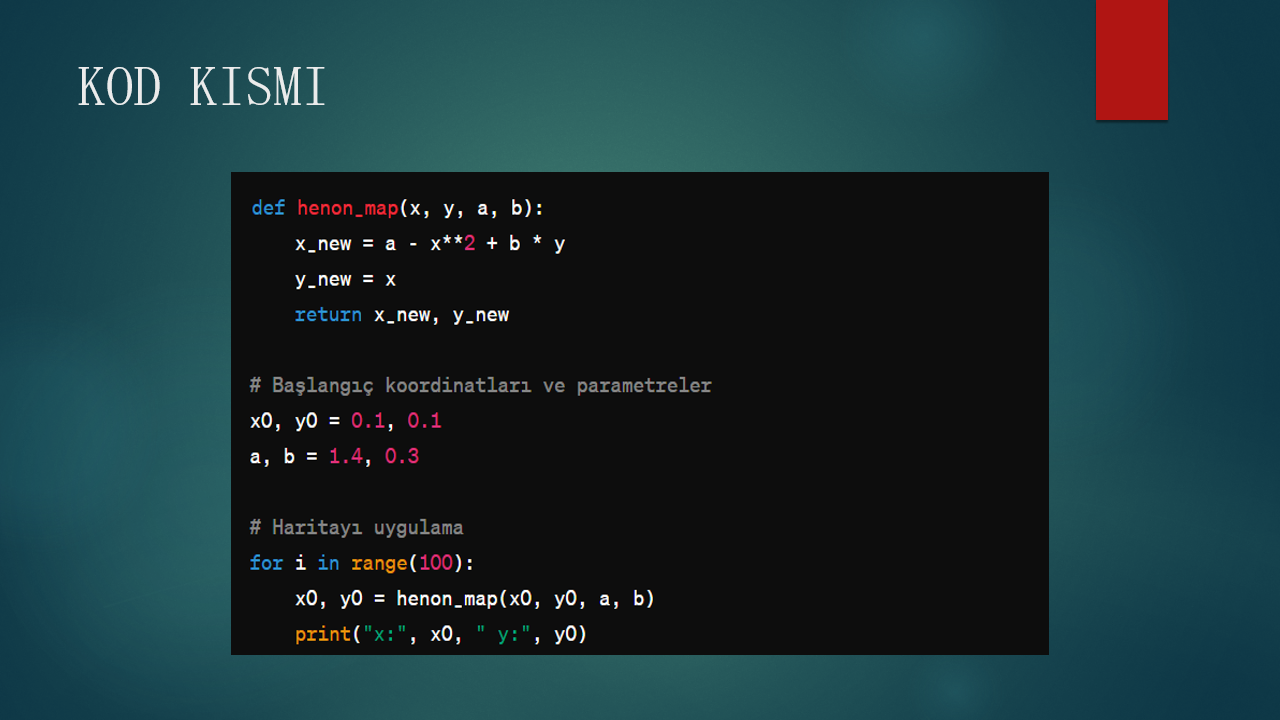 KOD KISMI
def henon_map(x, y, a, b):
    x_new = a - x**2 + b * y
    y_new = x
    return x_new, y_new
# Başlangıç koordinatları ve parametreler
x0, y0 = 0.1, 0.1
a, b = 1.4, 0.3
# Haritayı uygulama
for i in range(100):
    x0, y0 = henon_map(x0, y0, a, b)
    print("x:", x0, " y:", y0)